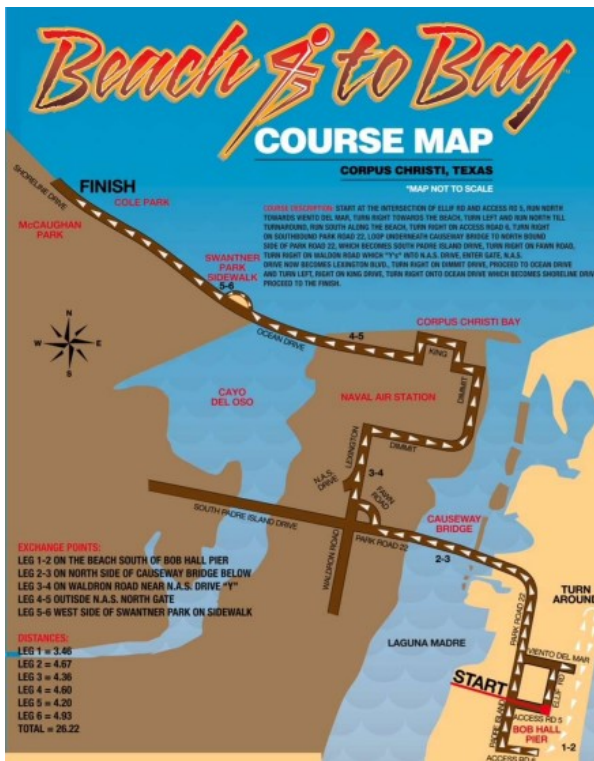 Beach to Bay
COURSE MAP
CORPUS CHRISTI, TEXAS
*MAP NOT TO SCALE
COURSE DESCRIPTION: START AT THE INTERSECTION OF ELLIF RD AND ACCESS RD 5, RUN NORTH
TOWARDS VIENTO DEL MAR, TURN RIGHT TOWARDS THE BEACH, TURN LEFT AND RUN NORTH TILL
TURNAROUND, RUN SOUTH ALONG THE BEACH, TURN RIGHT ON ACCESS ROAD 6, TURN RIGHT
ON SOUTHBOUND PARK ROAD 22, LOOP UNDERNEATH CAUSEWAY BRIDGE TO NORTH BOUND
SIDE OF PARK ROAD 22, WHICH BECOMES SOUTH PADRE ISLAND DRIVE, TURN RIGHT ON FAWN ROAD,
TURN RIGHT ON WALDON ROAD WHICH "Y's" INTO N.A.S. DRIVE, ENTER GATE, N.A.S.
DRIVE NOW BECOMES LEXINGTON BLVD., TURN RIGHT ON DIMMIT DRIVE, PROCEED TO OCEAN DRIVE
AND TURN LEFT, RIGHT ON KING DRIVE, TURN RIGHT ONTO OCEAN DRIVE WHICH BECOMES SHORELINE DRIVE
PROCEED TO THE FINISH.
SHORELINE DRIVE
FINISH
COLE PARK
McCAUGHAN
PARK
SWANTNER
PARK
SIDEWALK
5-6
N
W
E
S
OCEAN DRIVE
4-5
CORPUS CHRISTI BAY
KING
CAYO
DEL OSO
NAVAL AIR STATION
DIMMIT
DIMMIT
LEXINGTON
3-4
N.A.S.
DRIVE
FAWN
ROAD
SOUTH PADRE ISLAND DRIVE
WALDRON ROAD
PARK ROAD 22
CAUSEWAY
BRIDGE
2-3
EXCHANGE POINTS:
LEG 1-2 ON THE BEACH SOUTH OF BOB HALL PIER
LEG 2-3 ON NORTH SIDE OF CAUSEWAY BRIDGE BELOW
LEG 3-4 ON WALDRON ROAD NEAR N.A.S. DRIVE "Y"
LEG 4-5 OUTISDE N.A.S. NORTH GATE
LEG 5-6 WEST SIDE OF SWANTNER PARK ON SIDEWALK
DISTANCES:
LEG 1 = 3.46
LEG 2 = 4.67
LEG 3 = 4.36
LEG 4 = 4.60
LEG 5 = 4.20
LEG 6 = 4.93
TOTAL = 26.22
LAGUNA MADRE
PARK ROAD 22
TURN
AROUND
VIENTO DEL MAR
ELLIF RD
START
ACCESS RD 5
BOB HALL
PIER
PADRE ISLAND
ACCESS RD 6
1-2